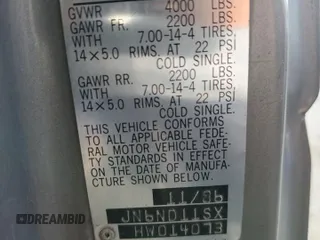 GVWR 4000 LBS.
GAWR FR. 2200 LBS.
WITH 7.00-14-4 TIRES,
14×5.0 RIMS, AT 22 PSI
COLD SINGLE.
GAWR RR. 2200 LBS.
WITH 7.00-14-4 TIRES,
14×5.0 RIMS, AT 22 PSI
COLD SINGLE.
THIS VEHICLE CONFORMS
TO ALL APPLICABLE FEDE-
RAL MOTOR VEHICLE SAFE-
TY STANDARDS IN EFFECT
ON THE DATE OF MANUFA-
CTURE SHOWN ABOVE.
DREAMBID